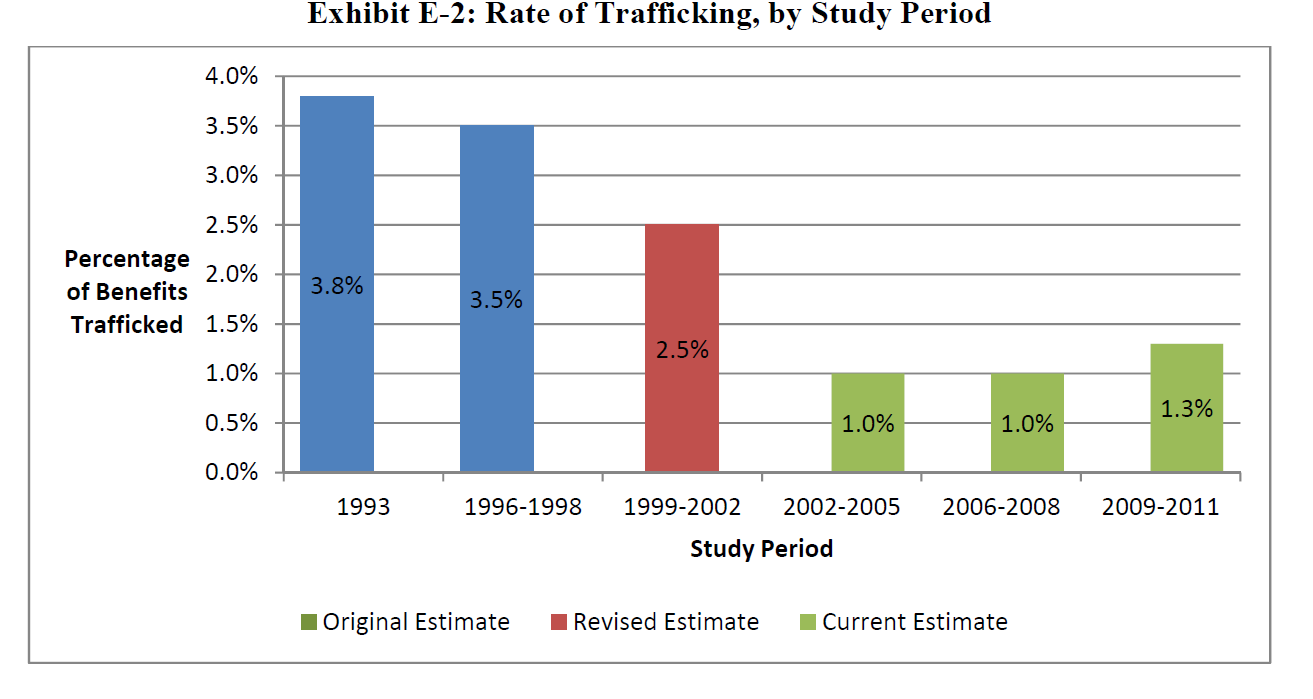 Exhibit E-2: Rate of Trafficking, by Study Period
4.0%
3.5%
3.0%
2.5%
2.0%
1.5%
1.0%
0.5%
0.0%
Percentage
of Benefits
Trafficked
3.8%
3.5%
2.5%
1.0%
1.0%
1.3%
1993 1996-1998 1999-2002 2002-2005 2006-2008 2009-2011
Study Period
Original Estimate Revised Estimate Current Estimate